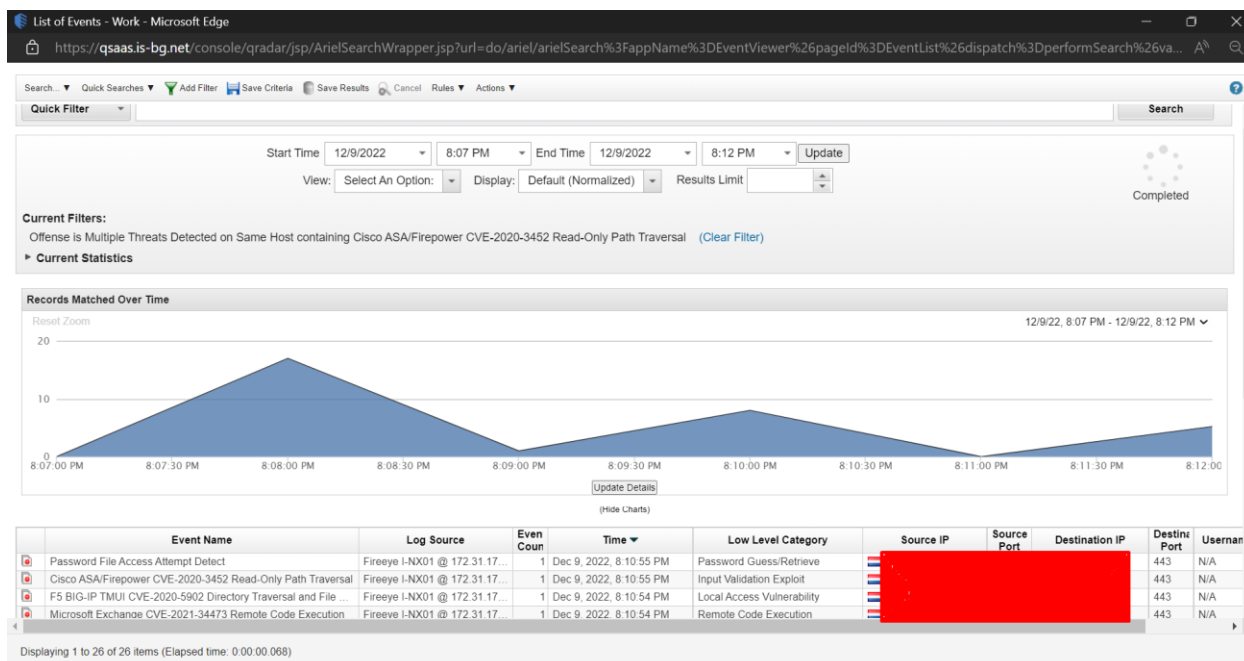 List of Events - Work - Microsoft Edge
https://qsaas.is-bg.net/console/qradar/jsp/ArielSearchWrapper.jsp?url=do/ariel/arielSearch%3FappName%3DEventViewer%26pageId%3DEventList%26dispatch%3DperformSearch%26va...
Search... Quick Searches Add Filter Save Criteria Save Results Cancel Rules Actions
Quick Filter Search
Start Time 12/9/2022 8:07 PM End Time 12/9/2022 8:12 PM Update
View: Select An Option: Display: Default (Normalized) Results Limit
Completed
Current Filters:
Offense is Multiple Threats Detected on Same Host containing Cisco ASA/Firepower CVE-2020-3452 Read-Only Path Traversal (Clear Filter)
Current Statistics
Records Matched Over Time
Reset Zoom 12/9/22, 8:07 PM - 12/9/22, 8:12 PM
20
10
0
8:07:00 PM 8:07:30 PM 8:08:00 PM 8:08:30 PM 8:09:00 PM 8:09:30 PM 8:10:00 PM 8:10:30 PM 8:11:00 PM 8:11:30 PM 8:12:00
Update Details
(Hide Charts)
Event Name Log Source Even Coun Time Low Level Category Source IP Source Port Destination IP Destina Port Usernan
Password File Access Attempt Detect Fireeye I-NX01 @ 172.31.17... 1 Dec 9, 2022, 8:10:55 PM Password Guess/Retrieve 443 N/A
Cisco ASA/Firepower CVE-2020-3452 Read-Only Path Traversal Fireeye I-NX01 @ 172.31.17... 1 Dec 9, 2022, 8:10:55 PM Input Validation Exploit 443 N/A
F5 BIG-IP TMUI CVE-2020-5902 Directory Traversal and File ... Fireeye I-NX01 @ 172.31.17... 1 Dec 9, 2022, 8:10:54 PM Local Access Vulnerability 443 N/A
Microsoft Exchange CVE-2021-34473 Remote Code Execution Fireeye I-NX01 @ 172.31.17... 1 Dec 9, 2022, 8:10:54 PM Remote Code Execution 443 N/A
Displaying 1 to 26 of 26 items (Elapsed time: 0:00:00.068)